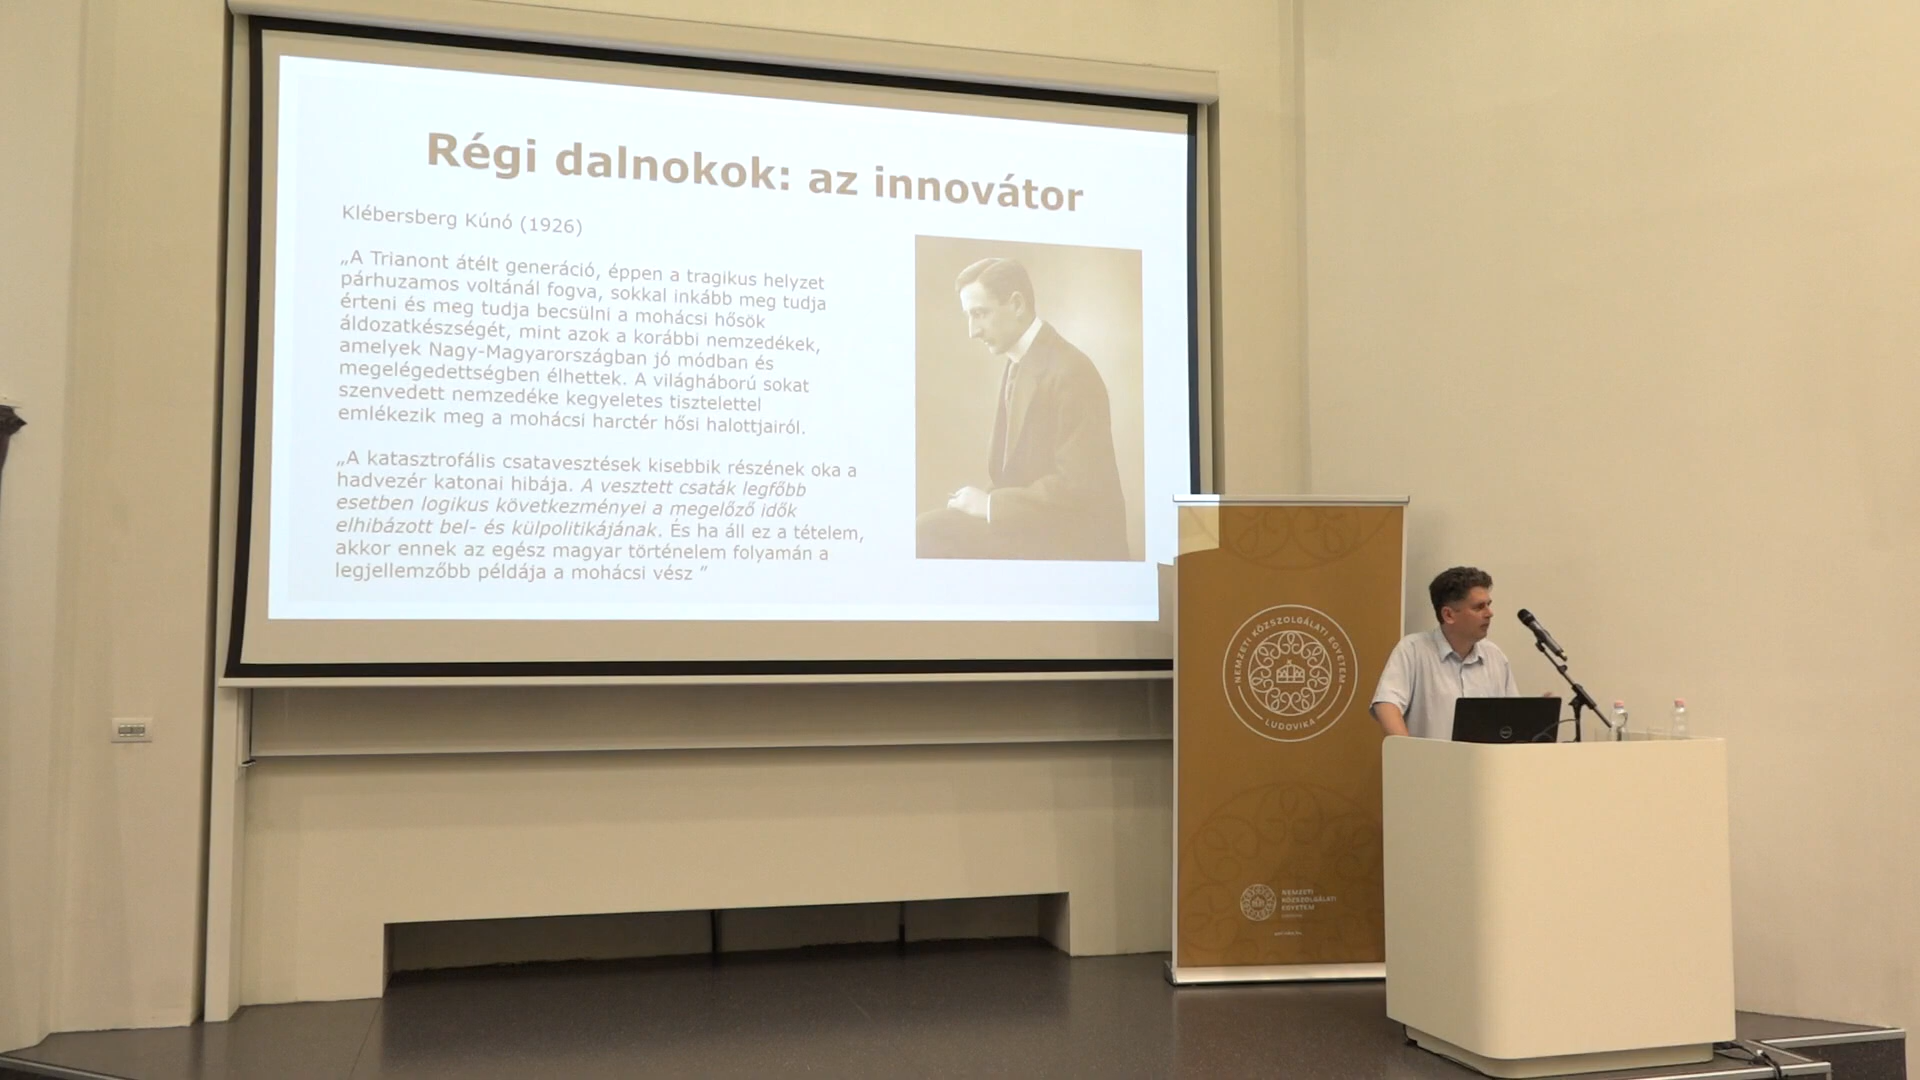 Régi dalnokok: az innovátor
Klébersberg Kúnó (1926)
„A Trianont átélt generáció, éppen a tragikus helyzet
párhuzamos voltánál fogva, sokkal inkább meg tudja
érteni és meg tudja becsülni a mohácsi hősök
áldozatkészségét, mint azok a korábbi nemzedékek,
amelyek Nagy-Magyarországban jó módban és
megelégedettségben élhettek. A világháború sokat
szenvedett nemzedéke kegyeletes tisztelettel
emlékezik meg a mohácsi harctér hősi halottjairól.
„A katasztrofális csatavesztések kisebbik részének oka a
hadvezér katonai hibája. A vesztett csaták legfőbb
esetben logikus következményei a megelőző idők
elhibázott bel- és külpolitikájának. És ha áll ez a tételem,
akkor ennek az egész magyar történelem folyamán a
legjellemzőbb példája a mohácsi vész ”
NEMZETI KÖZSZOLGÁLATI EGYETEM
LUDOVIKA
NEMZETI
KÖZSZOLGÁLATI
EGYETEM